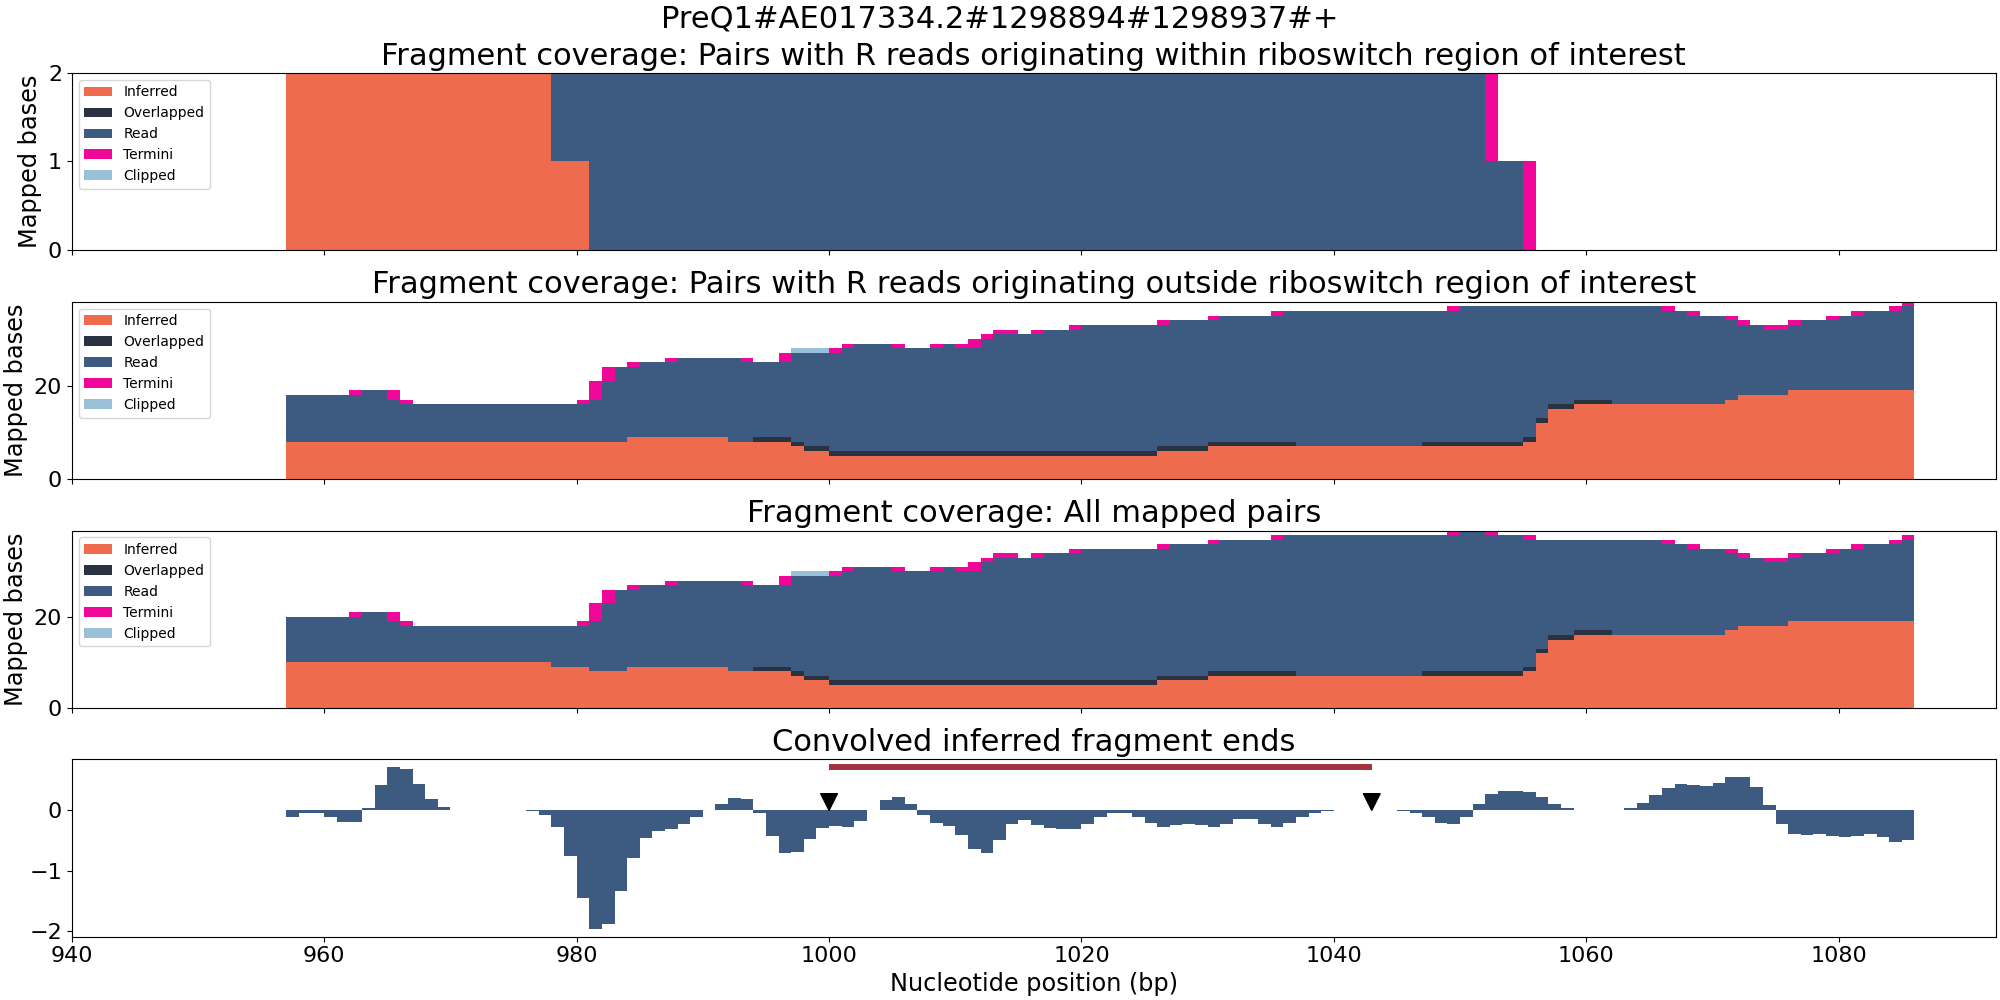 PreQ1#AE017334.2#1298894#1298937#+
Fragment coverage: Pairs with R reads originating within riboswitch region of interest
Mapped bases
2
1
0
Inferred
Overlapped
Read
Termini
Clipped
Fragment coverage: Pairs with R reads originating outside riboswitch region of interest
Mapped bases
20
0
Inferred
Overlapped
Read
Termini
Clipped
Fragment coverage: All mapped pairs
Mapped bases
20
0
Inferred
Overlapped
Read
Termini
Clipped
Convolved inferred fragment ends
0
−1
−2
940 960 980 1000 1020 1040 1060 1080
Nucleotide position (bp)